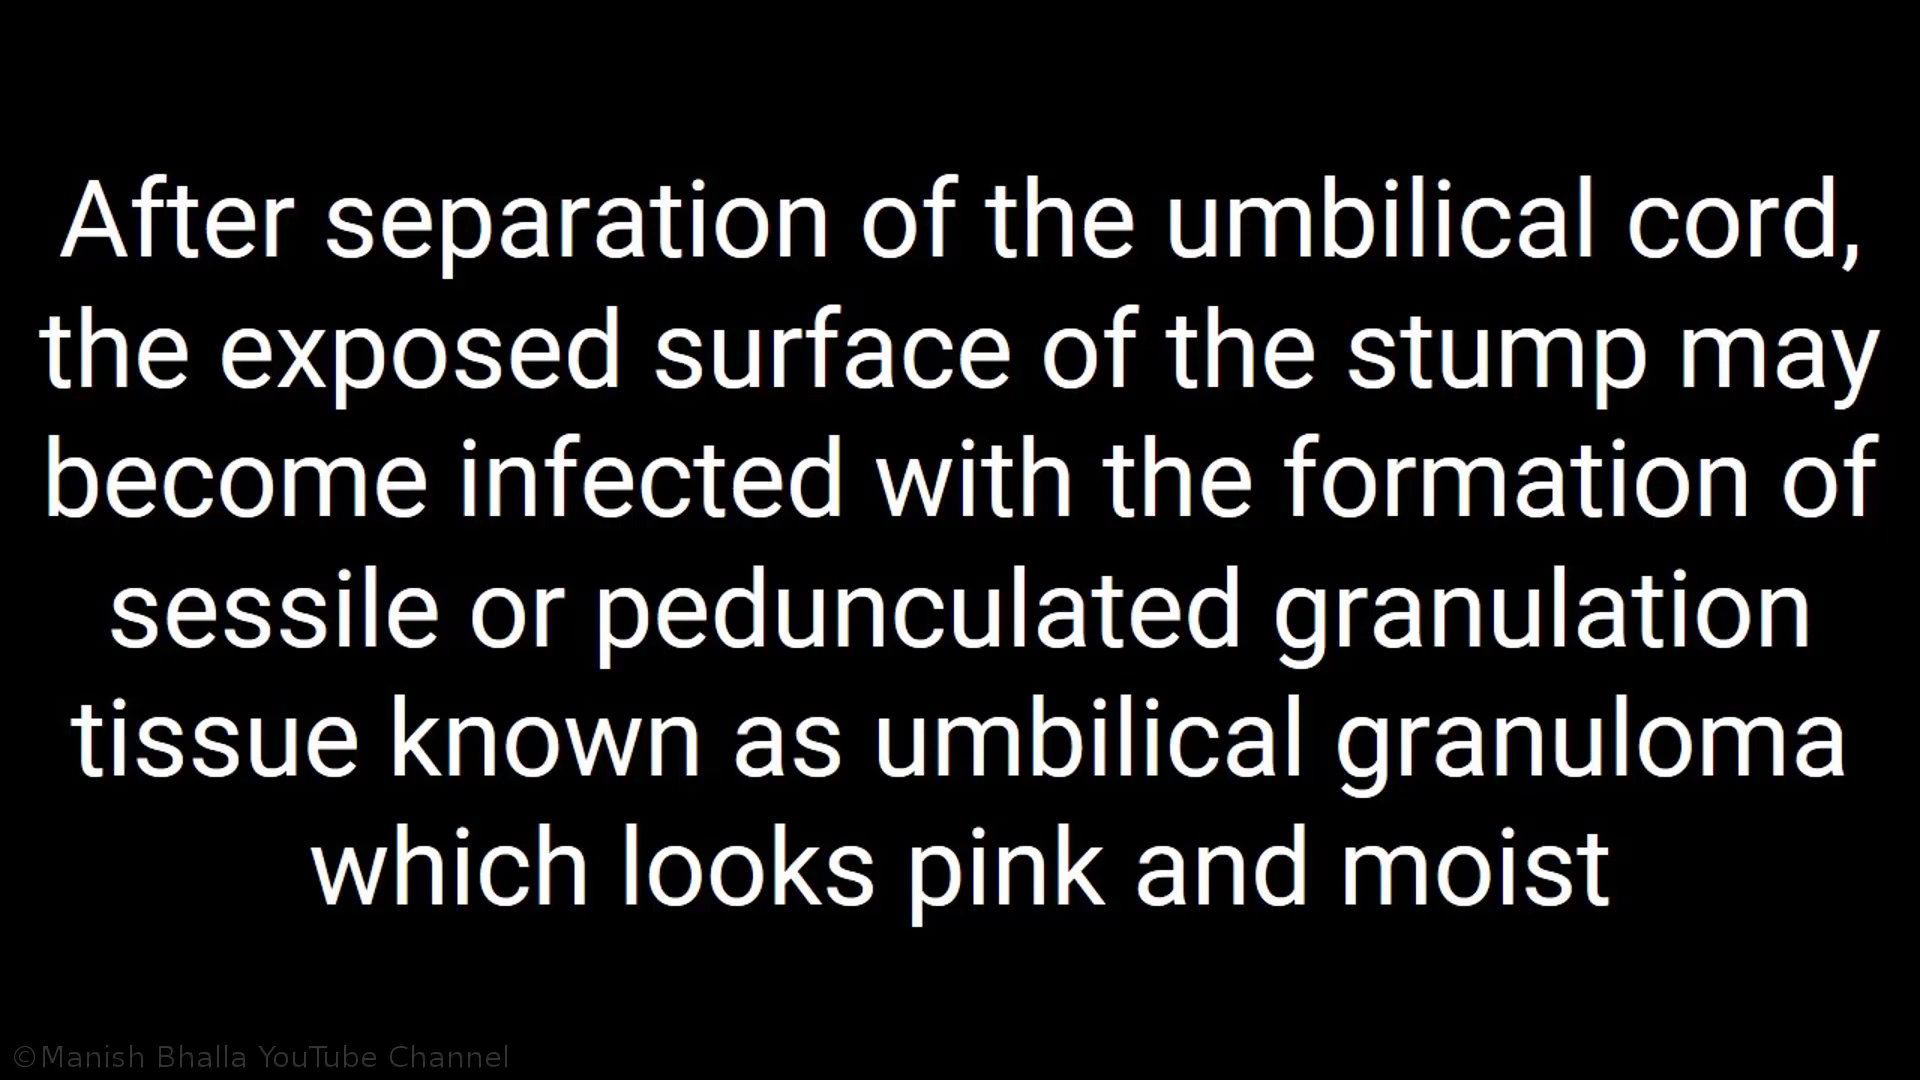 After separation of the umbilical cord,
the exposed surface of the stump may
become infected with the formation of
sessile or pedunculated granulation
tissue known as umbilical granuloma
which looks pink and moist
©Manish Bhalla YouTube Channel